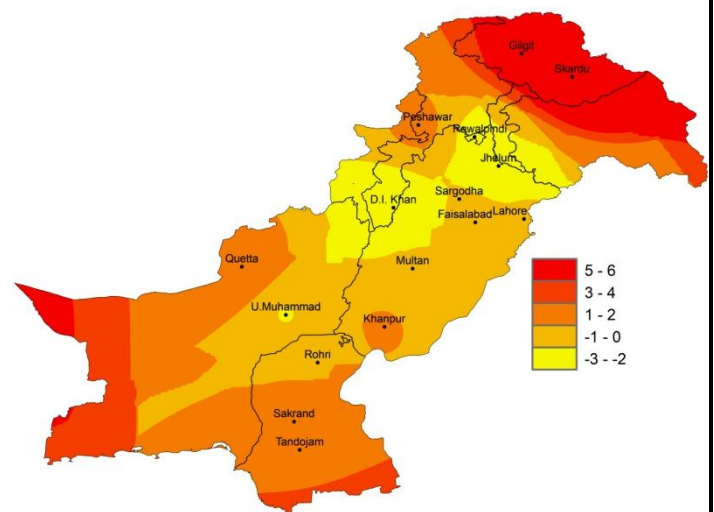 Gilgit
Skardu
Peshawar
Rawalpindi
Jhelum
D.I. Khan
Sargodha
Faisalabad
Lahore
Quetta
Multan
U.Muhammad
Khanpur
Rohri
Sakrand
Tandojam
5 - 6
3 - 4
1 - 2
-1 - 0
-3 - -2